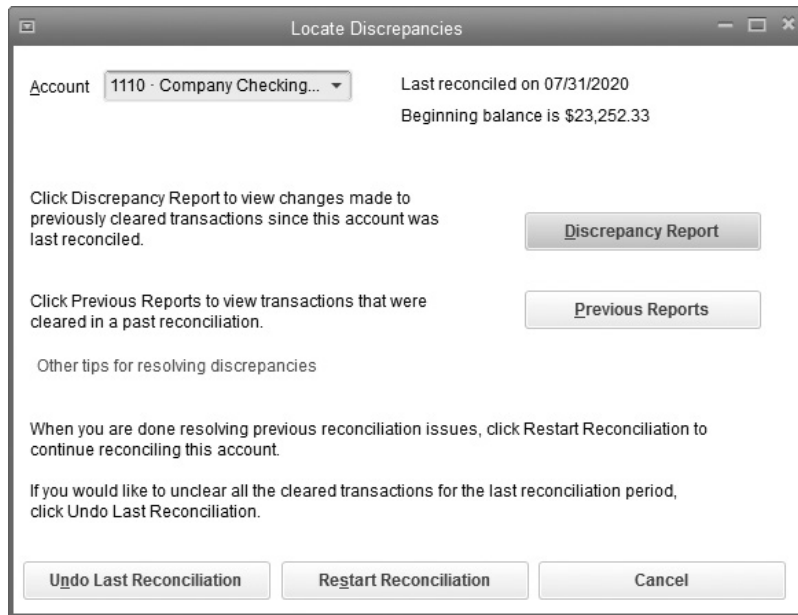 Locate Discrepancies
Account 1110 · Company Checking... Last reconciled on 07/31/2020
Beginning balance is $23,252.33
Click Discrepancy Report to view changes made to
previously cleared transactions since this account was
last reconciled.
Discrepancy Report
Click Previous Reports to view transactions that were
cleared in a past reconciliation.
Previous Reports
Other tips for resolving discrepancies
When you are done resolving previous reconciliation issues, click Restart Reconciliation to
continue reconciling this account.
If you would like to unclear all the cleared transactions for the last reconciliation period,
click Undo Last Reconciliation.
Undo Last Reconciliation Restart Reconciliation Cancel